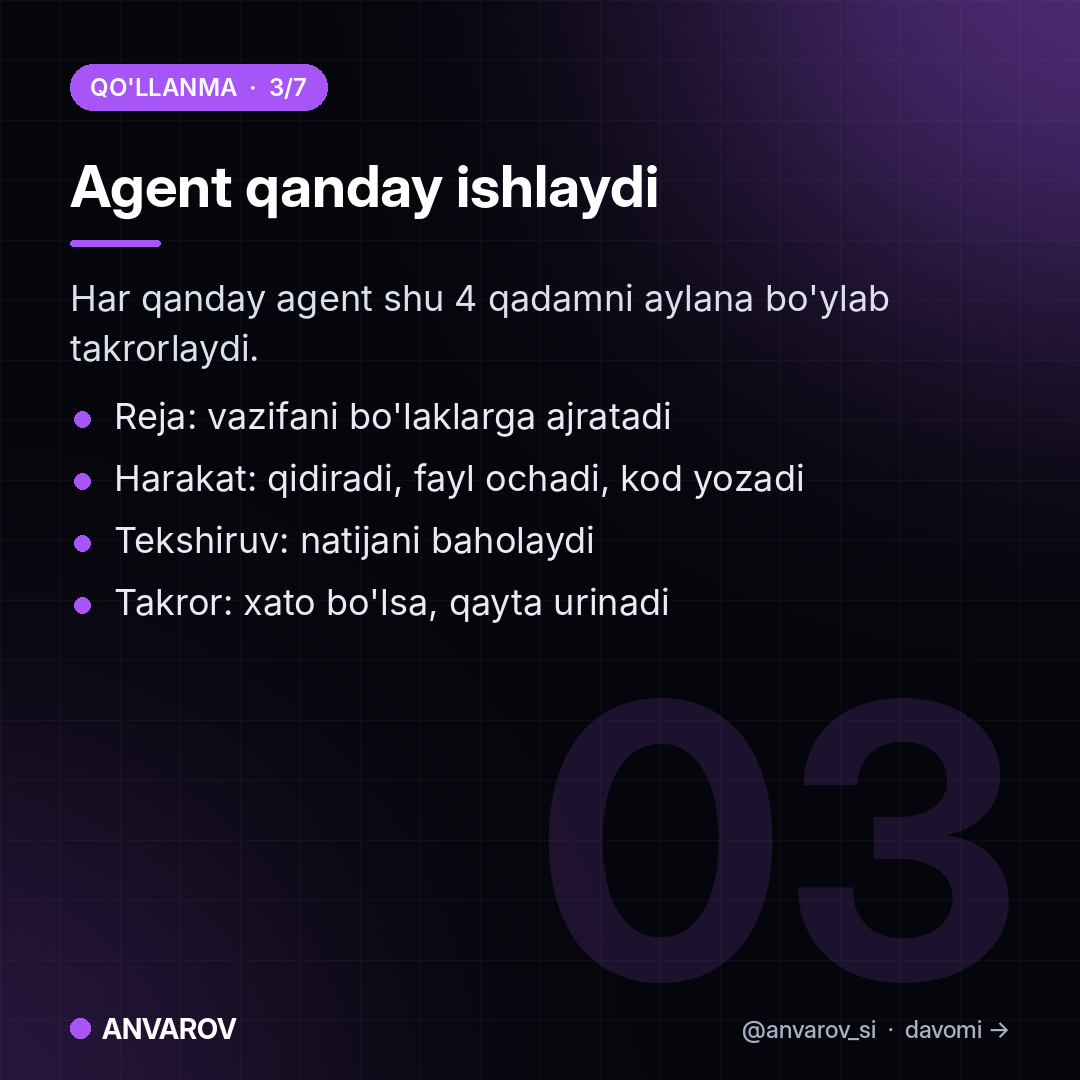 QO'LLANMA · 3/7
Agent qanday ishlaydi
Har qanday agent shu 4 qadamni aylana bo'ylab
takrorlaydi.
Reja: vazifani bo'laklarga ajratadi
Harakat: qidiradi, fayl ochadi, kod yozadi
Tekshiruv: natijani baholaydi
Takror: xato bo'lsa, qayta urinadi
03
ANVAROV
@anvarov_si · davomi →